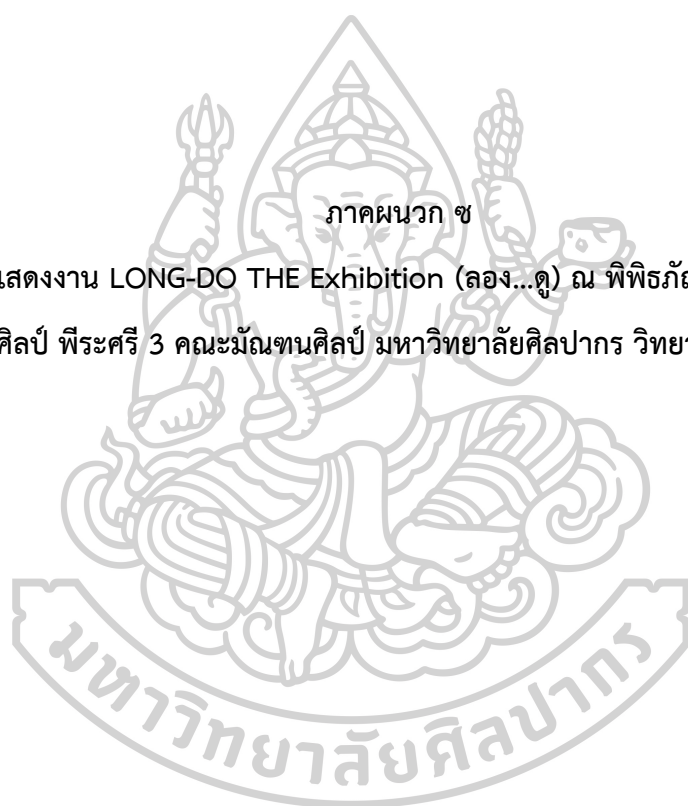 ภาคผนวก ซ
แสดงงาน LONG-DO THE Exhibition (ลอง...ดู) ณ
ศิลป์ พีระศรี 3 คณะมัณฑนศิลป์ มหาวิทยาลัยศิลปากร
มหาวิทยาลัยศิลปากร